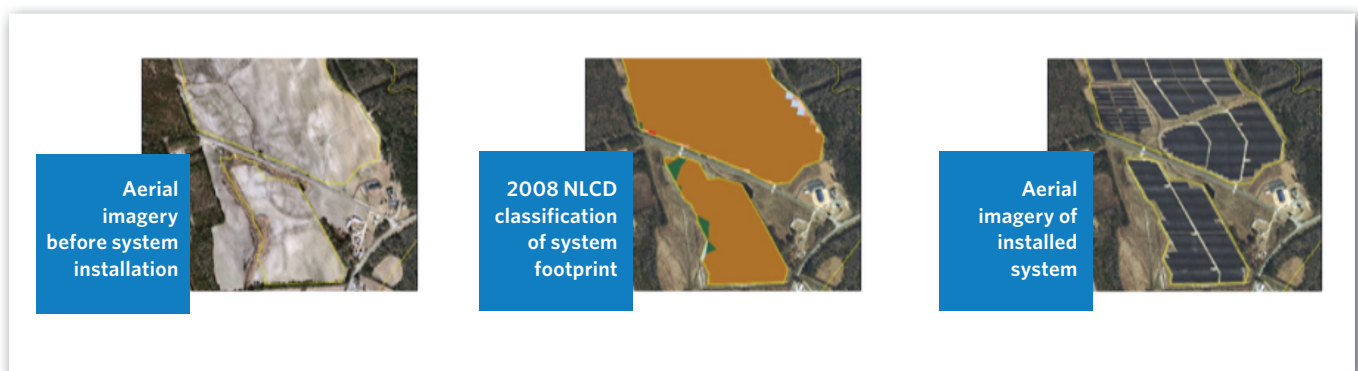 Aerial
imagery
before system
installation
2008 NLCD
classification
of system
footprint
Aerial
imagery of
installed
system